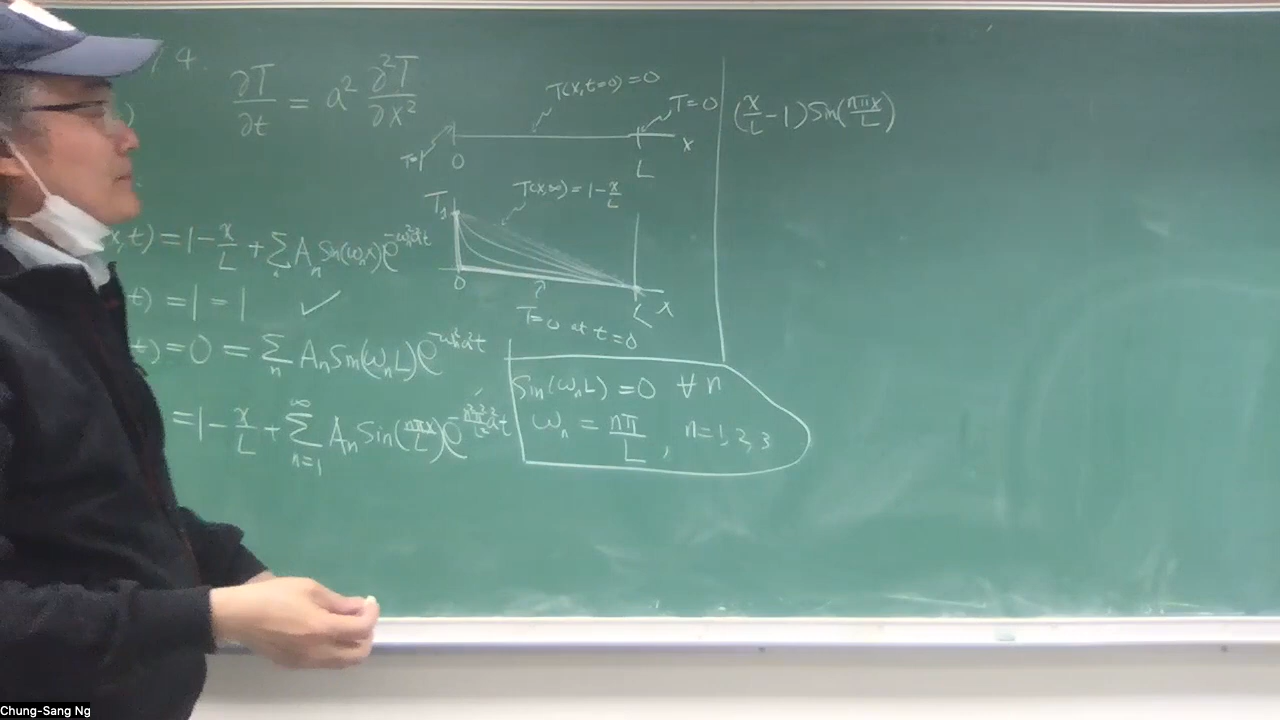 74.
∂T/∂t = a² ∂²T/∂x²
x,t) = 1 - x/L + Σ Aₙ Sin(ωₙx) e^(-ωₙ²a²t)
t) = 1 = 1 ✓
t) = 0 = Σₙ Aₙ Sin(ωₙL) e^(-ωₙ²a²t)
= 1 - x/L + Σₙ₌₁^∞ Aₙ Sin(nπx/L) e^(-n²π²a²t/L²)
T(x,t=0) = 0
T=0
T=1
0
L
x
T(x,∞) = 1 - x/L
T₁
0
L
x
T=0 at t=0
Sin(ωₙL) = 0 ∀ n
ωₙ = nπ/L, n=1,2,3
(x/L - 1) Sin(nπx/L)
Chung-Sang Ng